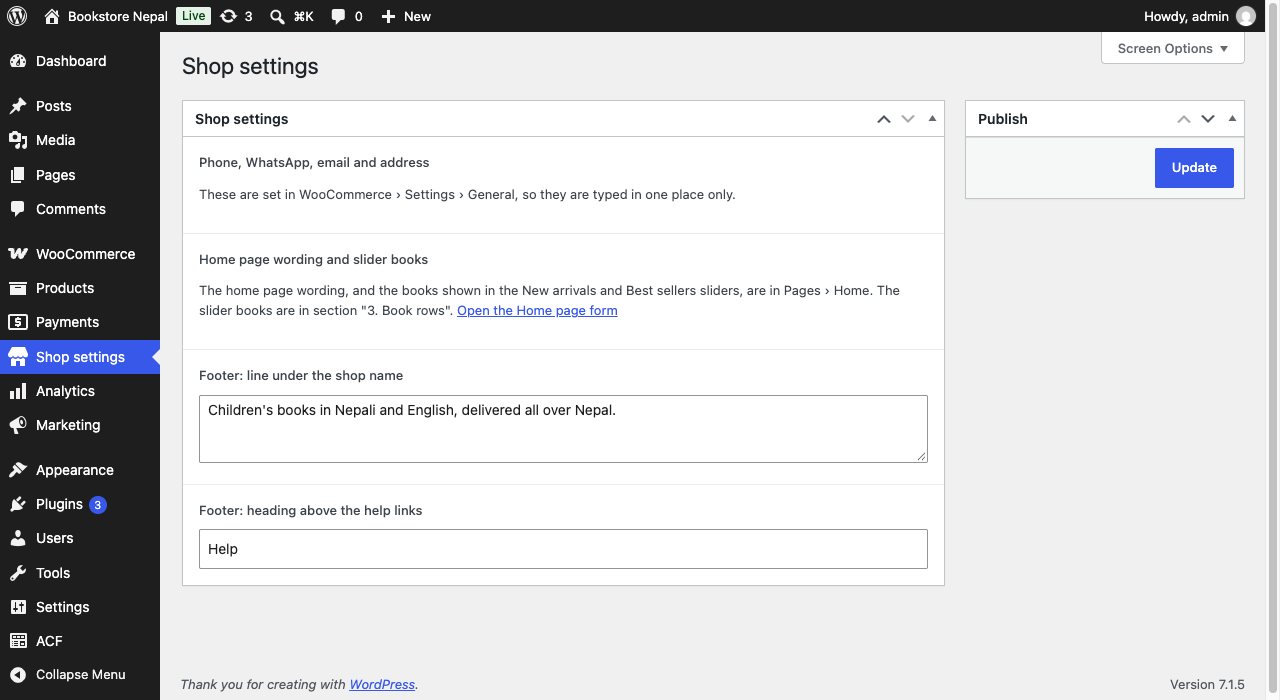 Bookstore Nepal
Live
3
⌘K
0
New
Howdy, admin
Dashboard
Posts
Media
Pages
Comments
WooCommerce
Products
Payments
Shop settings
Analytics
Marketing
Appearance
Plugins 3
Users
Tools
Settings
ACF
Collapse Menu
Screen Options
Shop settings
Shop settings
Phone, WhatsApp, email and address
These are set in WooCommerce › Settings › General, so they are typed in one place only.
Home page wording and slider books
The home page wording, and the books shown in the New arrivals and Best sellers sliders, are in Pages › Home. The
slider books are in section "3. Book rows". Open the Home page form
Footer: line under the shop name
Children's books in Nepali and English, delivered all over Nepal.
Footer: heading above the help links
Help
Publish
Update
Thank you for creating with WordPress.
Version 7.1.5